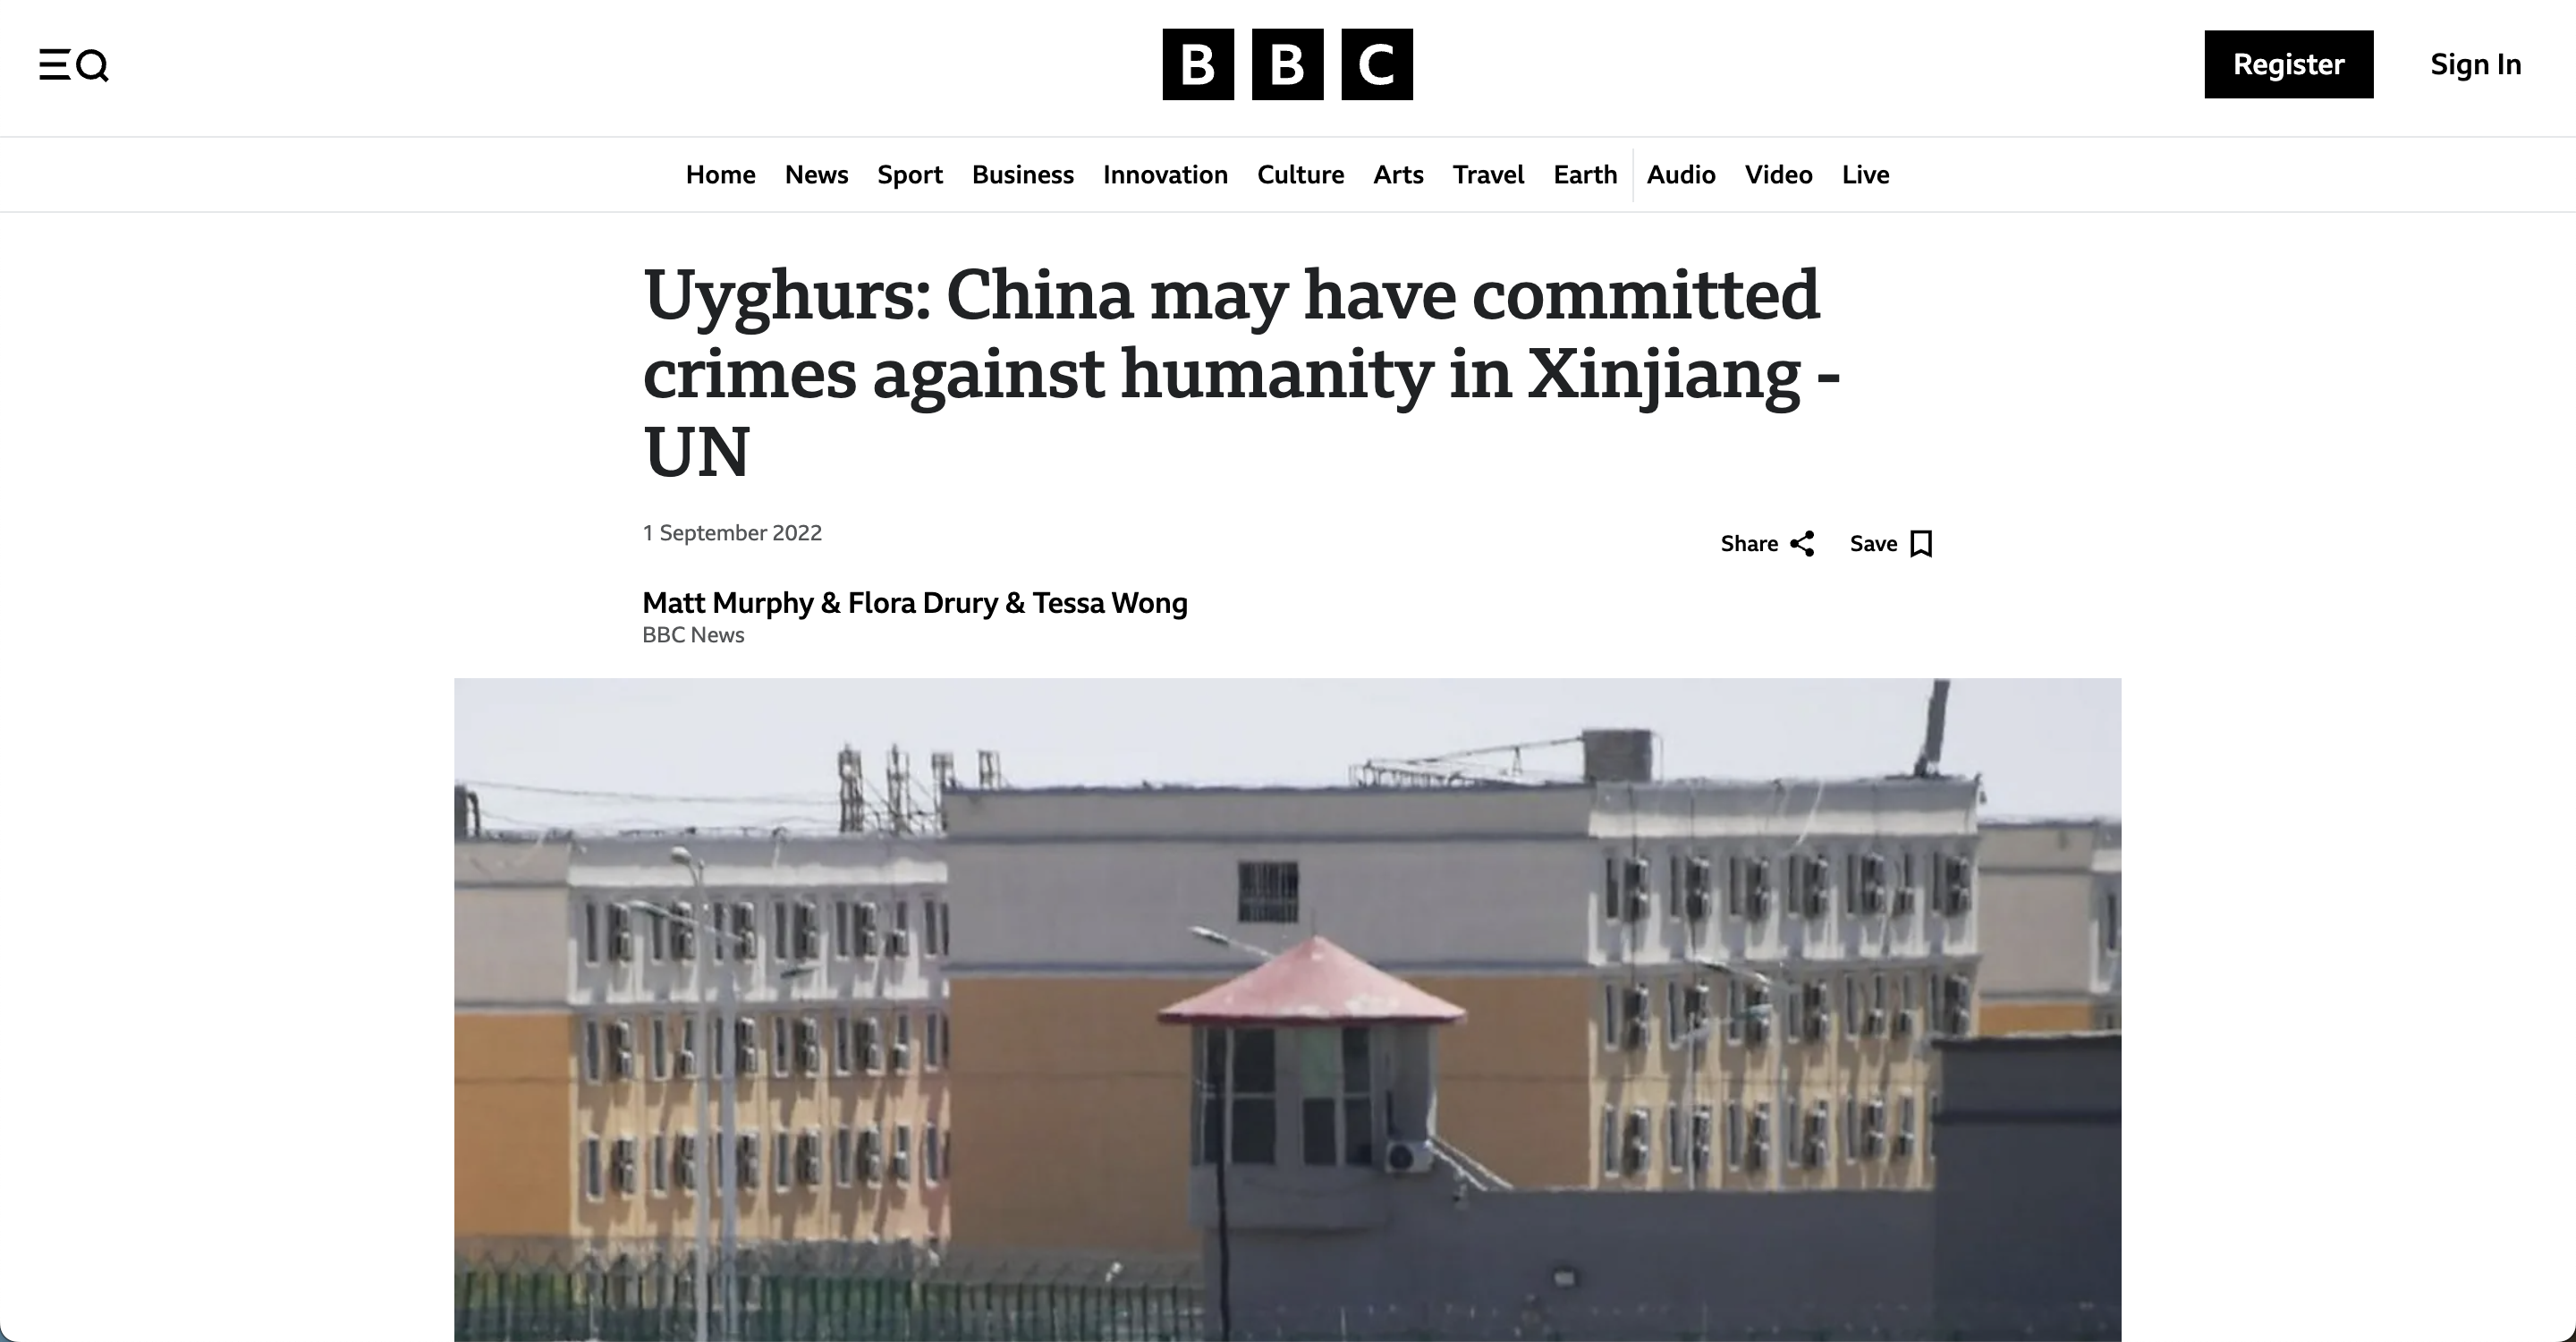 BBC
Register
Sign In
Home News Sport Business Innovation Culture Arts Travel Earth Audio Video Live
Uyghurs: China may have committed
crimes against humanity in Xinjiang -
UN
1 September 2022
Share
Save
Matt Murphy & Flora Drury & Tessa Wong
BBC News